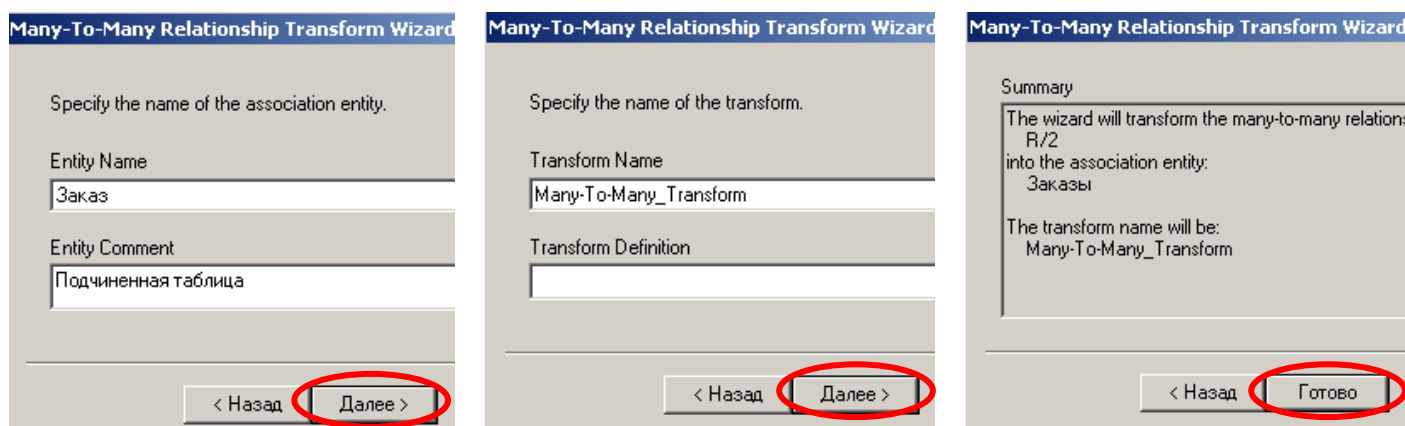 Many-To-Many Relationship Transform Wizard
Specify the name of the association entity.
Entity Name
Заказ
Entity Comment
Подчиненная таблица
< Назад
Далее >
Many-To-Many Relationship Transform Wizard
Specify the name of the transform.
Transform Name
Many-To-Many_Transform
Transform Definition
< Назад
Далее >
Many-To-Many Relationship Transform Wizard
Summary
The wizard will transform the many-to-many relations
R/2
into the association entity:
Заказы
The transform name will be:
Many-To-Many_Transform
< Назад
Готово